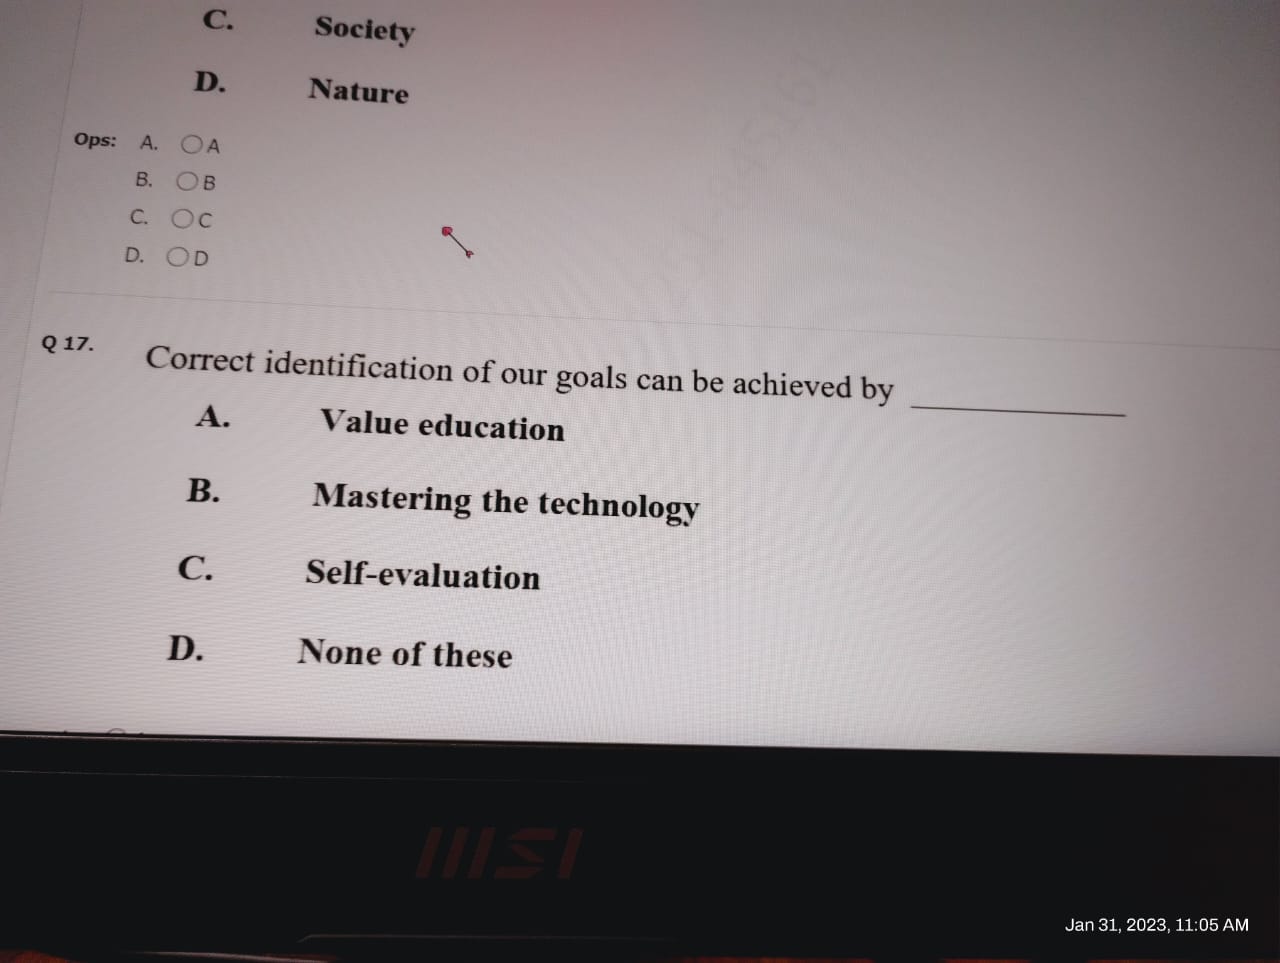 C. Society
D. Nature
Ops: A. A
B. B
C. C
D. D
Q 17. Correct identification of our goals can be achieved by ____________
A. Value education
B. Mastering the technology
C. Self-evaluation
D. None of these
msi
Jan 31, 2023, 11:05 AM